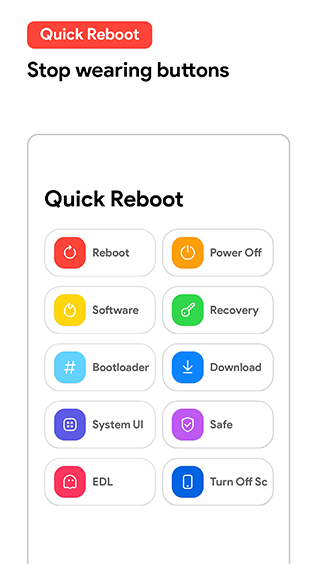 Quick Reboot
Stop wearing buttons
Quick Reboot
Reboot
Power Off
Software
Recovery
#
Bootloader
Download
System UI
Safe
EDL
Turn Off Sc